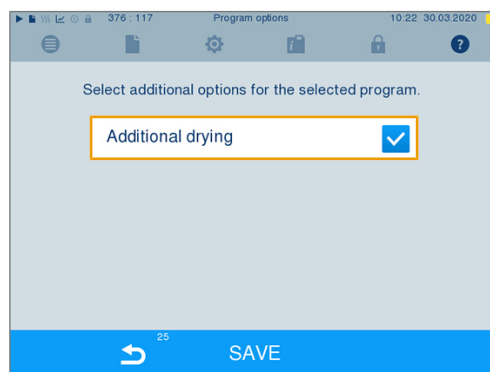 376 : 117 Program options 10:22 30.03.2020
Select additional options for the selected program.
Additional drying
25
SAVE